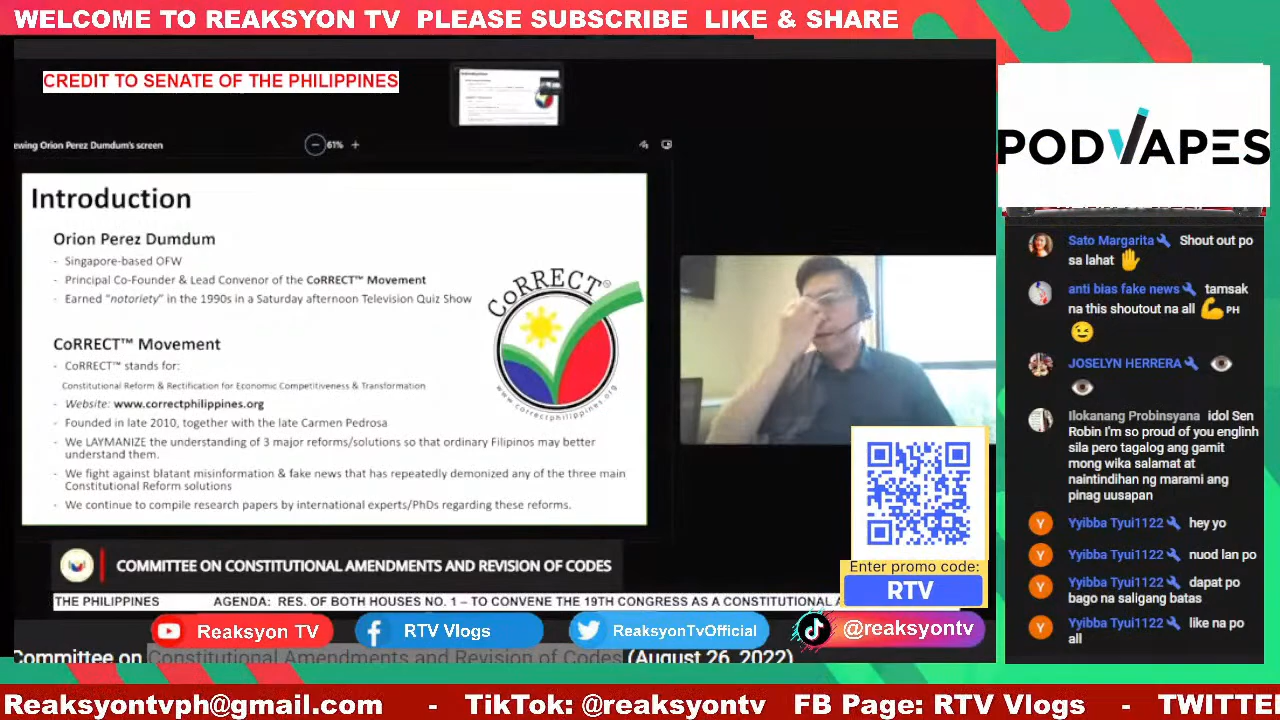 WELCOME TO REAKSYON TV  PLEASE SUBSCRIBE  LIKE & SHARE
CREDIT TO SENATE OF THE PHILIPPINES
ewing Orion Perez Dumdum's screen
61%
Introduction
Orion Perez Dumdum
- Singapore-based OFW
- Principal Co-Founder & Lead Convenor of the CoRRECT™ Movement
- Earned "notoriety" in the 1990s in a Saturday afternoon Television Quiz Show
CoRRECT™ Movement
- CoRRECT™ stands for:
Constitutional Reform & Rectification for Economic Competitiveness & Transformation
- Website: www.correctphilippines.org
- Founded in late 2010, together with the late Carmen Pedrosa
- We LAYMANIZE the understanding of 3 major reforms/solutions so that ordinary Filipinos may better
understand them.
- We fight against blatant misinformation & fake news that has repeatedly demonized any of the three main
Constitutional Reform solutions
- We continue to compile research papers by international experts/PhDs regarding these reforms.
CoRRECT™
www.correctphilippines.org
COMMITTEE ON CONSTITUTIONAL AMENDMENTS AND REVISION OF CODES
THE PHILIPPINES AGENDA: RES. OF BOTH HOUSES NO. 1 – TO CONVENE THE 19TH CONGRESS AS A CONSTITUTIONAL A
Enter promo code:
RTV
Reaksyon TV
RTV Vlogs
ReaksyonTvOfficial
@reaksyontv
Committee on Constitutional Amendments and Revision of Codes (August 26, 2022)
PODVAPES
Sato Margarita Shout out po
sa lahat ✋
anti bias fake news tamsak
na this shoutout na all 💪PH
😉
JOSELYN HERRERA 👁
👁
Ilokanang Probinsyana idol Sen
Robin I'm so proud of you englinh
sila pero tagalog ang gamit
mong wika salamat at
naintindihan ng marami ang
pinag uusapan
Y Yyibba Tyui1122 hey yo
Y Yyibba Tyui1122 nuod lan po
Y Yyibba Tyui1122 dapat po
bago na saligang batas
Y Yyibba Tyui1122 like na po
all
Reaksyontvph@gmail.com - TikTok: @reaksyontv FB Page: RTV Vlogs - TWITTE